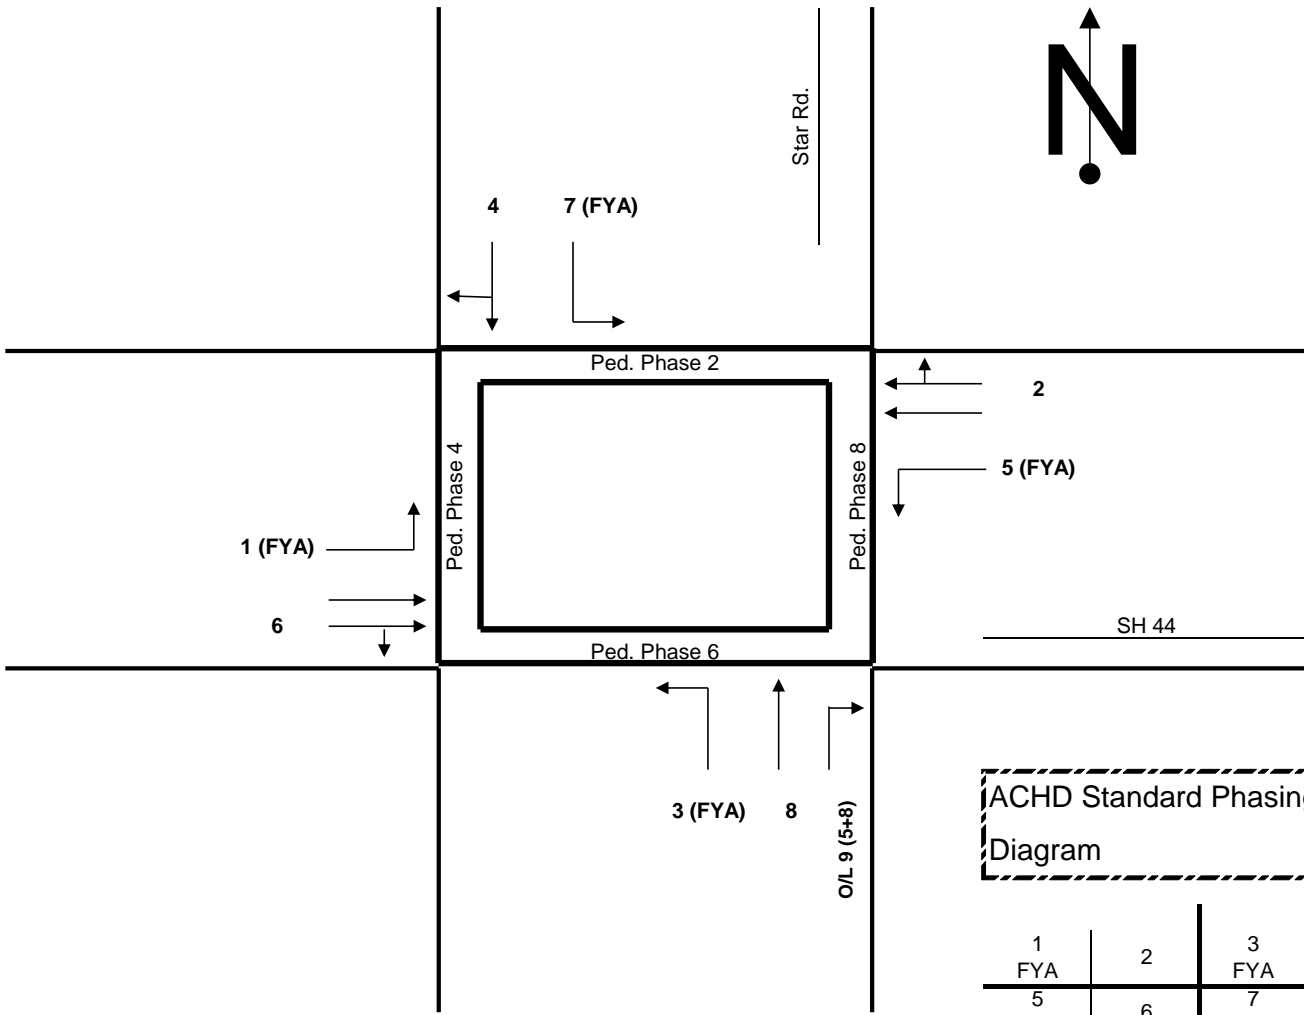 Star Rd.
N
4
7 (FYA)
Ped. Phase 2
2
Ped. Phase 4
Ped. Phase 8
5 (FYA)
1 (FYA)
6
SH 44
Ped. Phase 6
3 (FYA)
8
O/L 9 (5+8)
ACHD Standard Phasing
Diagram
1
FYA
2
3
FYA
5
6
7